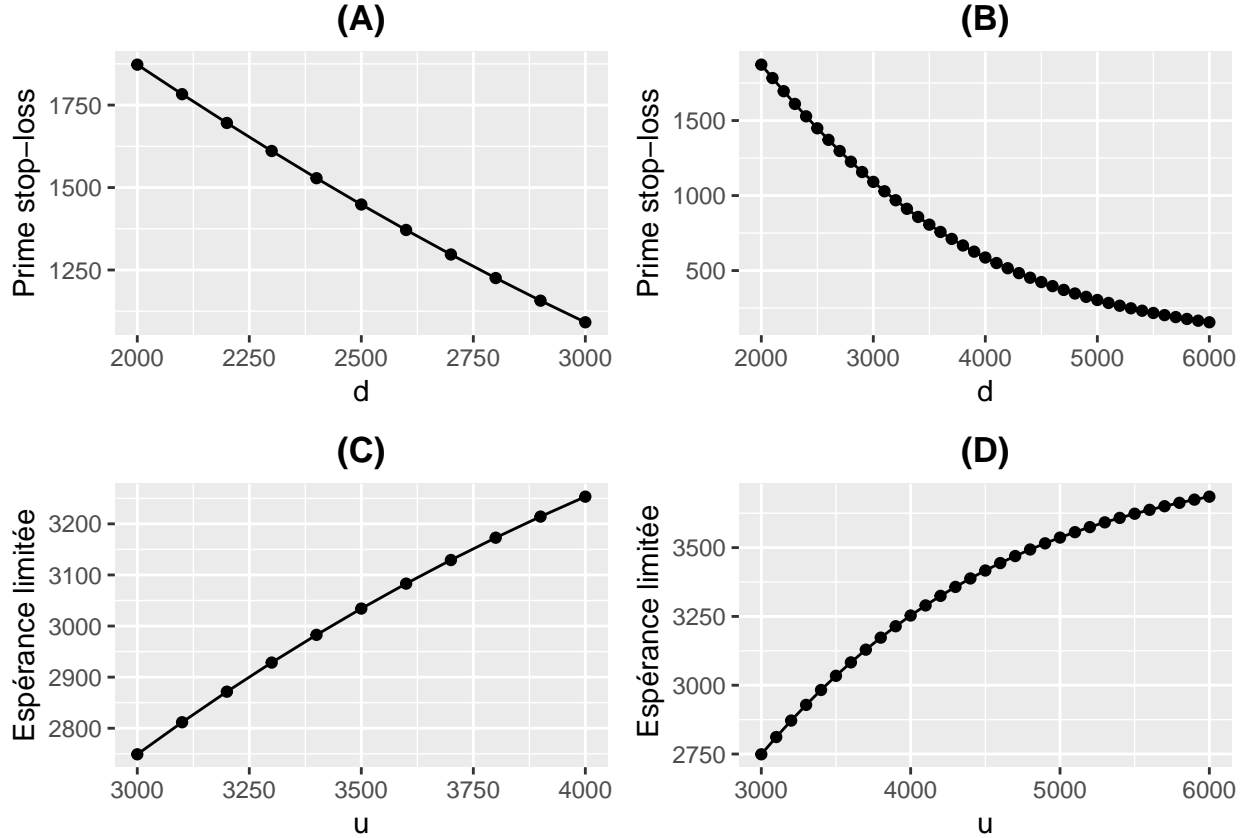 (A)
Prime stop−loss
1750
1500
1250
2000 2250 2500 2750 3000
d
(B)
Prime stop−loss
1500
1000
500
2000 3000 4000 5000 6000
d
(C)
Espérance limitée
3200
3100
3000
2900
2800
3000 3250 3500 3750 4000
u
(D)
Espérance limitée
3500
3250
3000
2750
3000 4000 5000 6000
u